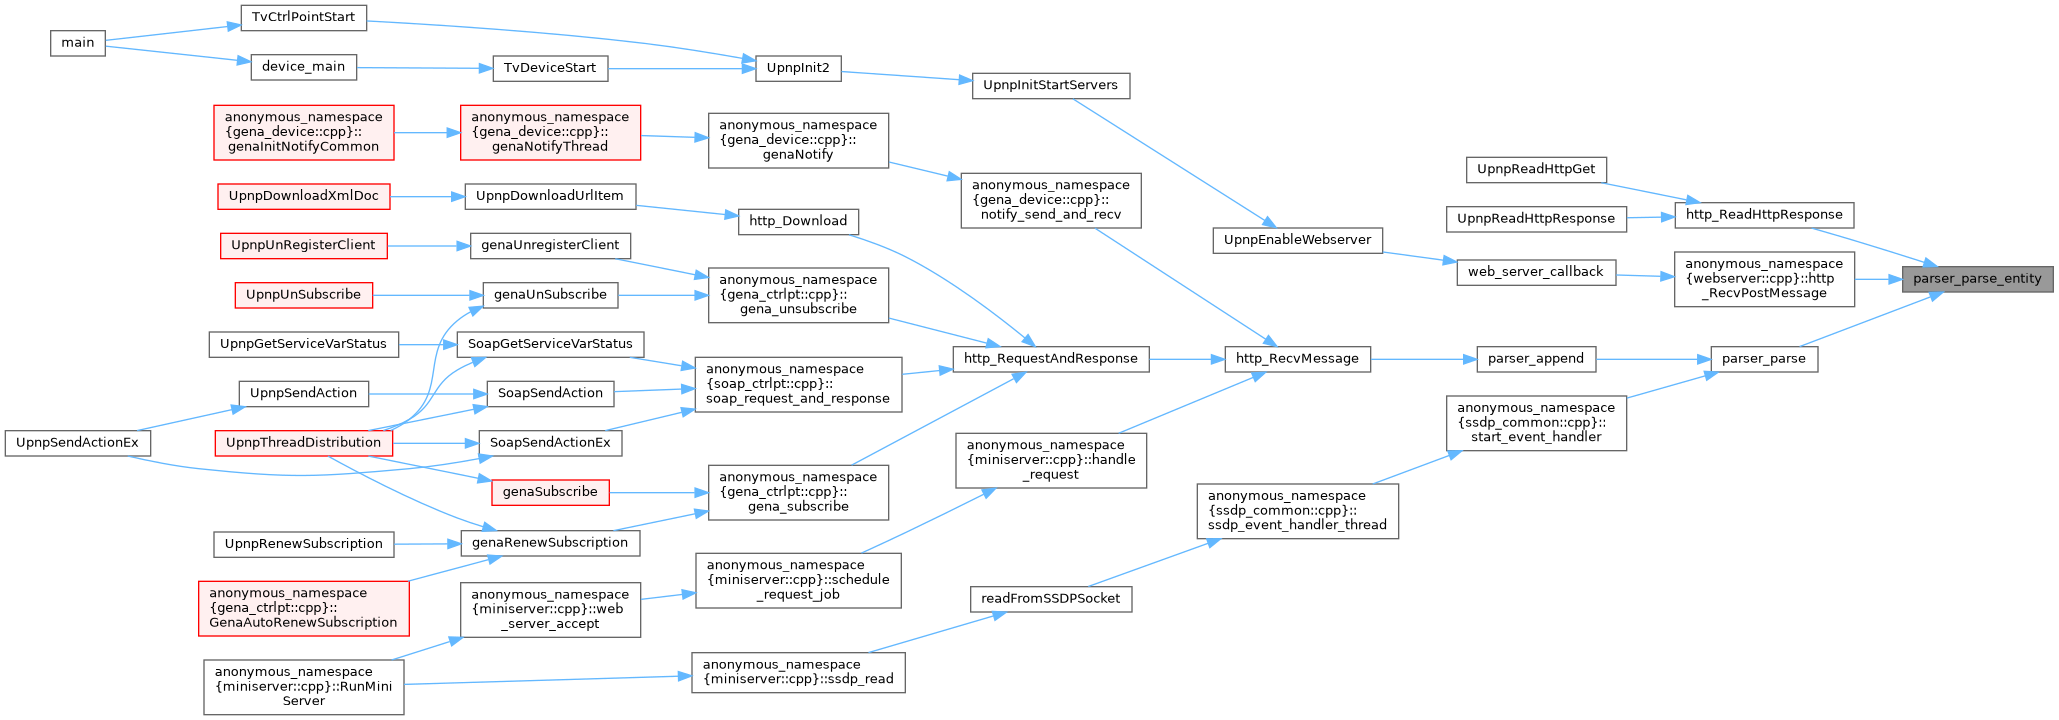 TvCtrlPointStart
main
device_main
TvDeviceStart
UpnpInit2
UpnpInitStartServers
anonymous_namespace
{gena_device::cpp}::
genaInitNotifyCommon
anonymous_namespace
{gena_device::cpp}::
genaNotifyThread
anonymous_namespace
{gena_device::cpp}::
genaNotify
anonymous_namespace
{gena_device::cpp}::
notify_send_and_recv
UpnpDownloadXmlDoc
UpnpDownloadUrlItem
http_Download
UpnpUnRegisterClient
genaUnregisterClient
UpnpUnSubscribe
genaUnSubscribe
anonymous_namespace
{gena_ctrlpt::cpp}::
gena_unsubscribe
UpnpGetServiceVarStatus
SoapGetServiceVarStatus
UpnpSendAction
SoapSendAction
anonymous_namespace
{soap_ctrlpt::cpp}::
soap_request_and_response
http_RequestAndResponse
UpnpSendActionEx
UpnpThreadDistribution
SoapSendActionEx
genaSubscribe
anonymous_namespace
{gena_ctrlpt::cpp}::
gena_subscribe
UpnpRenewSubscription
genaRenewSubscription
anonymous_namespace
{gena_ctrlpt::cpp}::
GenaAutoRenewSubscription
anonymous_namespace
{miniserver::cpp}::web
_server_accept
anonymous_namespace
{miniserver::cpp}::schedule
_request_job
anonymous_namespace
{miniserver::cpp}::handle
_request
anonymous_namespace
{miniserver::cpp}::RunMini
Server
anonymous_namespace
{miniserver::cpp}::ssdp_read
readFromSSDPSocket
anonymous_namespace
{ssdp_common::cpp}::
ssdp_event_handler_thread
anonymous_namespace
{ssdp_common::cpp}::
start_event_handler
http_RecvMessage
parser_append
parser_parse
UpnpEnableWebserver
web_server_callback
anonymous_namespace
{webserver::cpp}::http
_RecvPostMessage
UpnpReadHttpGet
UpnpReadHttpResponse
http_ReadHttpResponse
parser_parse_entity